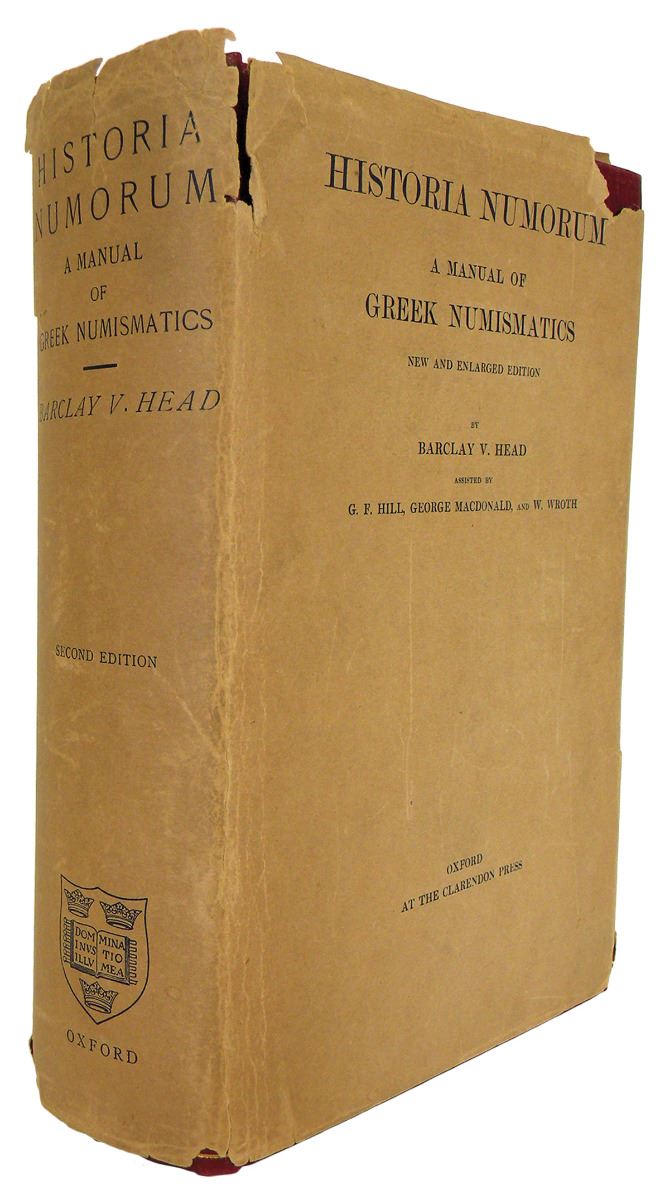 HISTORIA
NUMORUM
A MANUAL
OF
GREEK NUMISMATICS
BARCLAY V. HEAD
SECOND EDITION
DOM MINA
INVS TIO
ILLV MEA
OXFORD
HISTORIA NUMORUM
A MANUAL OF
GREEK NUMISMATICS
NEW AND ENLARGED EDITION
BY
BARCLAY V. HEAD
ASSISTED BY
G. F. HILL, GEORGE MACDONALD, AND W. WROTH
OXFORD
AT THE CLARENDON PRESS